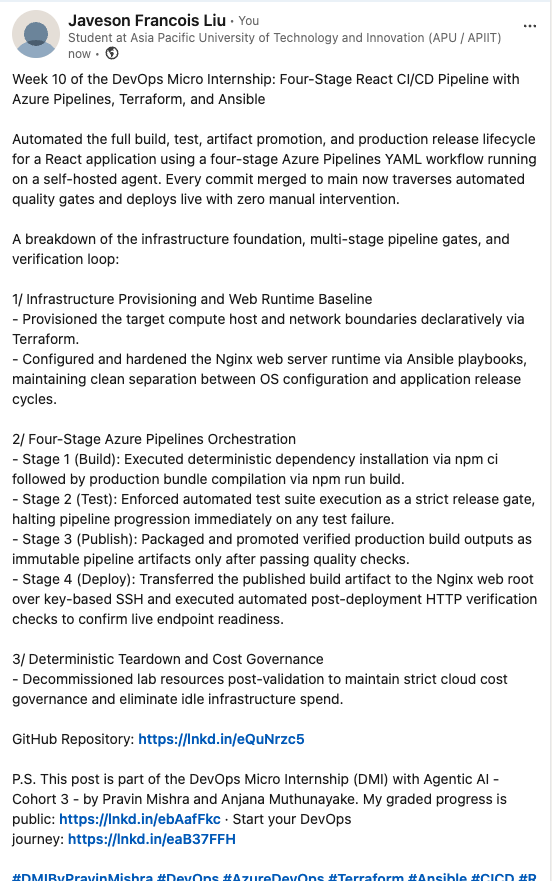 Javeson Francois Liu • You
Student at Asia Pacific University of Technology and Innovation (APU / APIIT)
now •
Week 10 of the DevOps Micro Internship: Four-Stage React CI/CD Pipeline with
Azure Pipelines, Terraform, and Ansible
Automated the full build, test, artifact promotion, and production release lifecycle
for a React application using a four-stage Azure Pipelines YAML workflow running
on a self-hosted agent. Every commit merged to main now traverses automated
quality gates and deploys live with zero manual intervention.
A breakdown of the infrastructure foundation, multi-stage pipeline gates, and
verification loop:
1/ Infrastructure Provisioning and Web Runtime Baseline
- Provisioned the target compute host and network boundaries declaratively via
Terraform.
- Configured and hardened the Nginx web server runtime via Ansible playbooks,
maintaining clean separation between OS configuration and application release
cycles.
2/ Four-Stage Azure Pipelines Orchestration
- Stage 1 (Build): Executed deterministic dependency installation via npm ci
followed by production bundle compilation via npm run build.
- Stage 2 (Test): Enforced automated test suite execution as a strict release gate,
halting pipeline progression immediately on any test failure.
- Stage 3 (Publish): Packaged and promoted verified production build outputs as
immutable pipeline artifacts only after passing quality checks.
- Stage 4 (Deploy): Transferred the published build artifact to the Nginx web root
over key-based SSH and executed automated post-deployment HTTP verification
checks to confirm live endpoint readiness.
3/ Deterministic Teardown and Cost Governance
- Decommissioned lab resources post-validation to maintain strict cloud cost
governance and eliminate idle infrastructure spend.
GitHub Repository: https://lnkd.in/eQuNrzc5
P.S. This post is part of the DevOps Micro Internship (DMI) with Agentic AI -
Cohort 3 - by Pravin Mishra and Anjana Muthunayake. My graded progress is
public: https://lnkd.in/ebAafFkc · Start your DevOps
journey: https://lnkd.in/eaB37FFH
#DMIByPravinMishra #DevOps #AzureDevOps #Terraform #Ansible #CICD #R